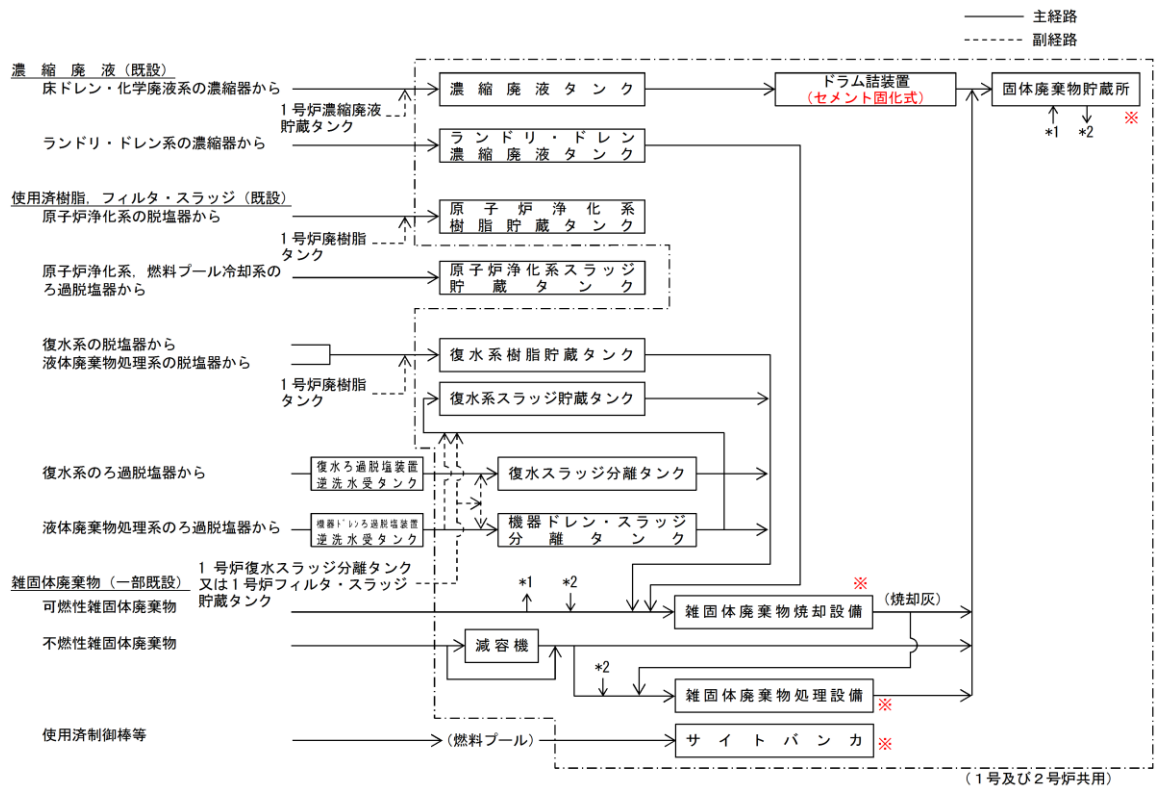 主経路
副経路
濃縮廃液(既設)
床ドレン・化学廃液系の濃縮器から
1号炉濃縮廃液
貯蔵タンク
濃縮廃液タンク
ドラム詰装置
(セメント固化式)
固体廃棄物貯蔵所
*1
*2
※
ランドリ・ドレン系の濃縮器から
ランドリ・ドレン
濃縮廃液タンク
使用済樹脂,フィルタ・スラッジ(既設)
原子炉浄化系の脱塩器から
1号炉廃樹脂
タンク
原子炉浄化系
樹脂貯蔵タンク
原子炉浄化系,燃料プール冷却系の
ろ過脱塩器から
原子炉浄化系スラッジ
貯蔵タンク
復水系の脱塩器から
液体廃棄物処理系の脱塩器から
1号炉廃樹脂
タンク
復水系樹脂貯蔵タンク
復水系スラッジ貯蔵タンク
復水系のろ過脱塩器から
復水ろ過脱塩装置
逆洗水受タンク
復水スラッジ分離タンク
液体廃棄物処理系のろ過脱塩器から
機器ドレンろ過脱塩装置
逆洗水受タンク
機器ドレン・スラッジ
分離タンク
1号炉復水スラッジ分離タンク
又は1号炉フィルタ・スラッジ
貯蔵タンク
雑固体廃棄物(一部既設)
可燃性雑固体廃棄物
*1
*2
※
雑固体廃棄物焼却設備
(焼却灰)
不燃性雑固体廃棄物
減容機
*2
雑固体廃棄物処理設備
※
使用済制御棒等
(燃料プール)
サイトバンカ
※
(1号及び2号炉共用)